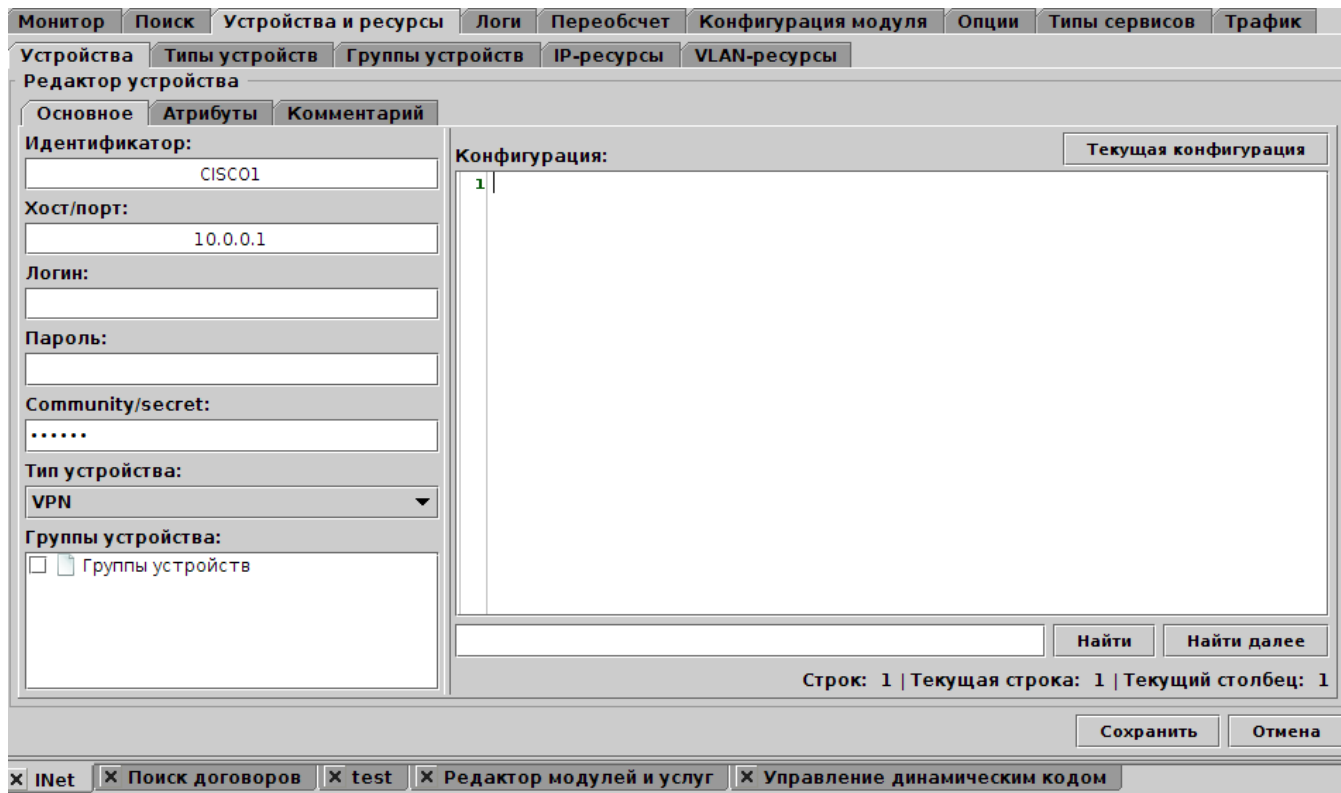 Монитор Поиск Устройства и ресурсы Логи Переобсчет Конфигурация модуля Опции Типы сервисов Трафик
Устройства Типы устройств Группы устройств IP-ресурсы VLAN-ресурсы
Редактор устройства
Основное Атрибуты Комментарий
Идентификатор:
CISCO1
Хост/порт:
10.0.0.1
Логин:
Пароль:
Community/secret:
••••••
Тип устройства:
VPN
Группы устройства:
Группы устройств
Конфигурация:
Текущая конфигурация
1
Найти Найти далее
Строк: 1 | Текущая строка: 1 | Текущий столбец: 1
Сохранить Отмена
INet Поиск договоров test Редактор модулей и услуг Управление динамическим кодом